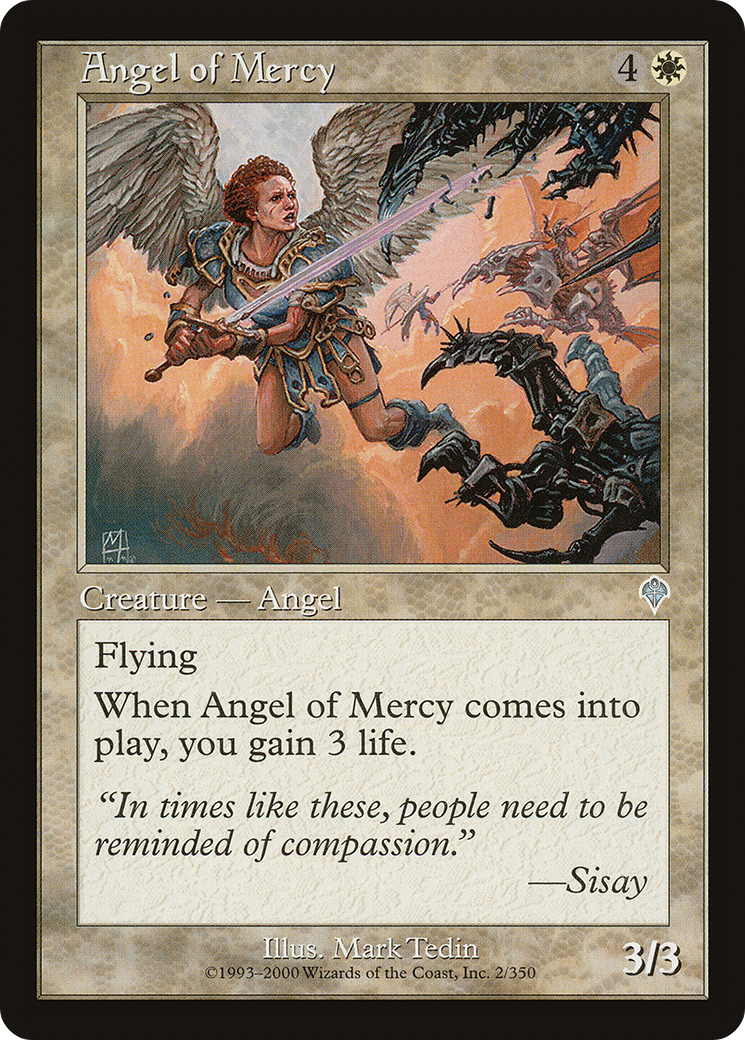 Angel of Mercy
4
Creature — Angel
Flying
When Angel of Mercy comes into
play, you gain 3 life.
“In times like these, people need to be
reminded of compassion.”
—Sisay
Illus. Mark Tedin
©1993–2000 Wizards of the Coast, Inc. 2/350
3/3